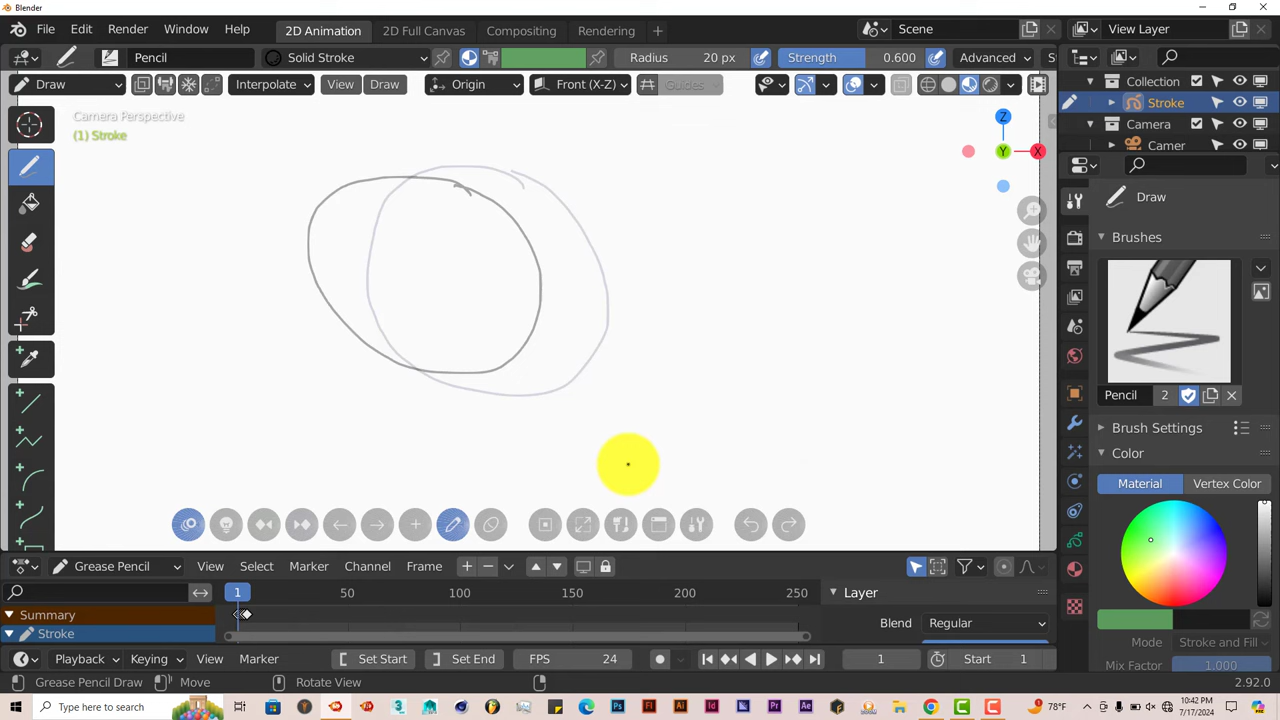 Blender
File Edit Render Window Help 2D Animation 2D Full Canvas Compositing Rendering + Scene View Layer
Pencil Solid Stroke Radius 20 px Strength 0.600 Advanced
Draw Interpolate View Draw Origin Front (X-Z) Guides
Collection
Stroke
Camera
Camer
Camera Perspective
(1) Stroke
Z
Y
X
Draw
Brushes
Pencil 2
Brush Settings
Color
Material Vertex Color
Mode Stroke and Fill
Mix Factor 1.000
Grease Pencil View Select Marker Channel Frame
1 50 100 150 200 250
Layer
Summary
Blend Regular
Stroke
Playback Keying View Marker Set Start Set End FPS 24 1 Start 1
Grease Pencil Draw Move Rotate View 2.92.0
Type here to search
78°F
10:42 PM
7/17/2024